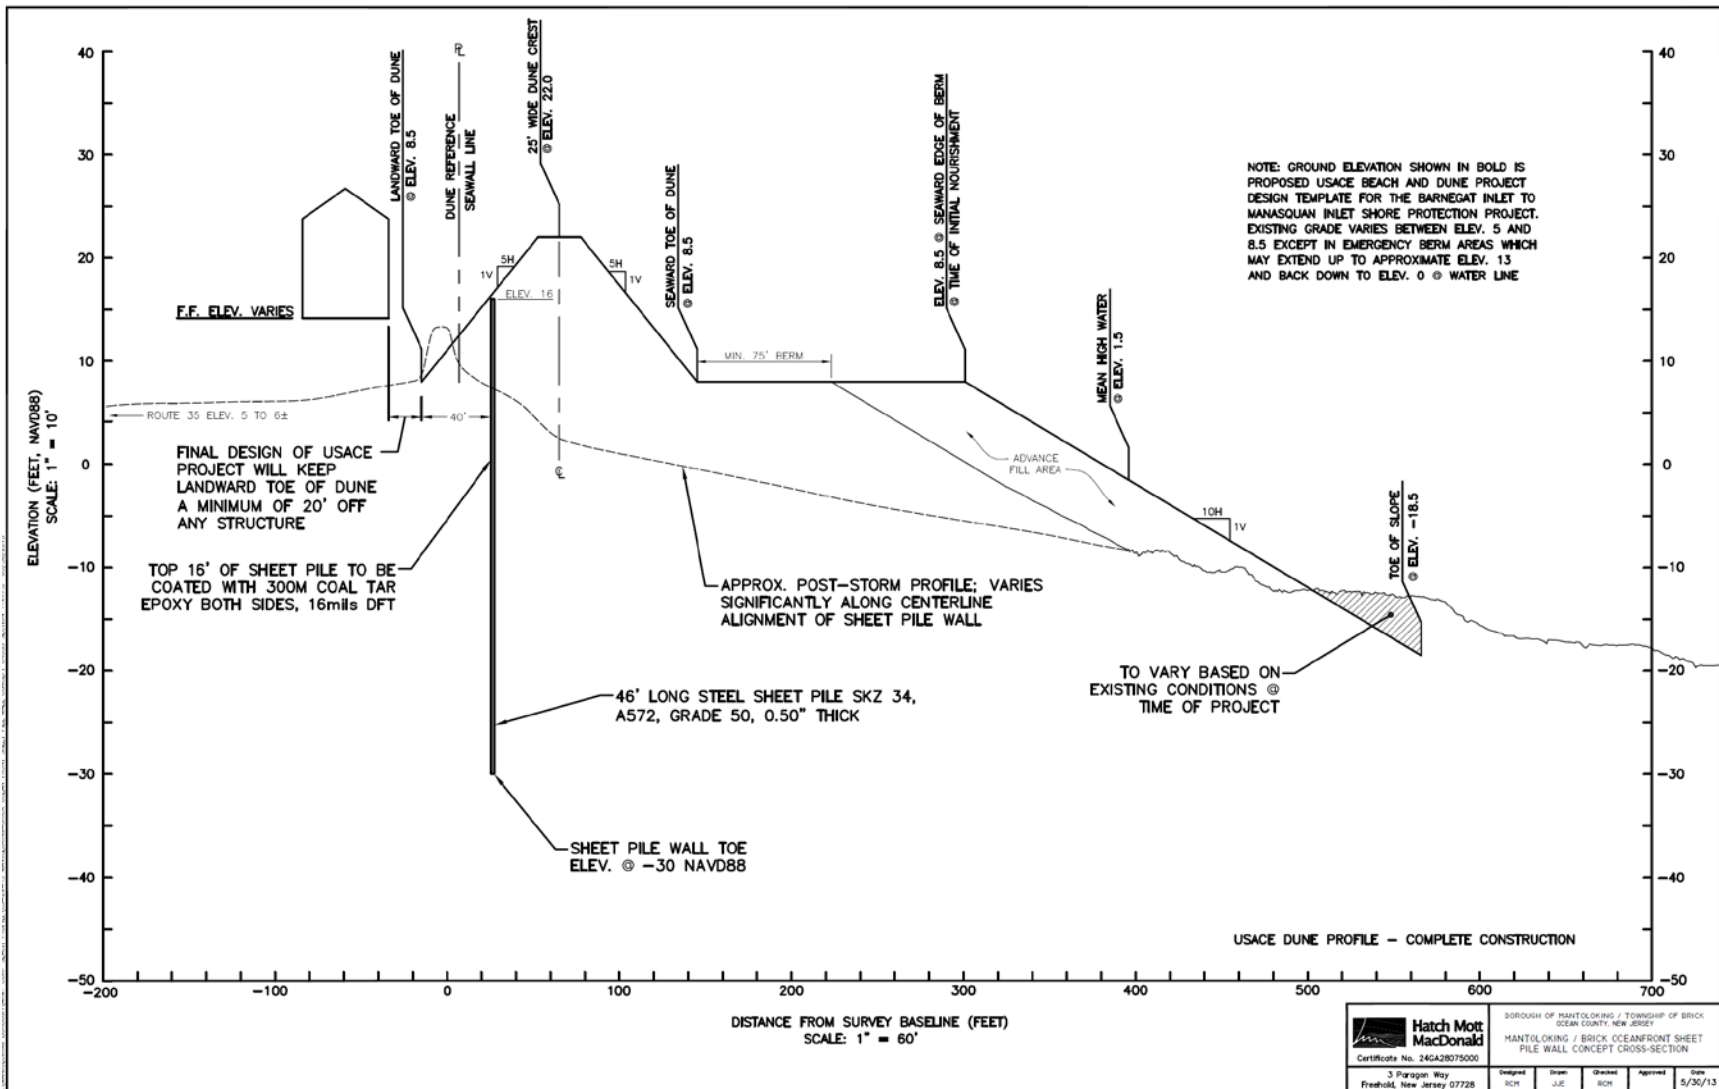 LANDWARD TOE OF DUNE
@ ELEV. 8.5
DUNE REFERENCE
SEAWALL LINE
25' WIDE DUNE CREST
@ ELEV. 22.0
SEAWARD TOE OF DUNE
@ ELEV. 8.5
ELEV. 8.5 @ SEAWARD EDGE OF BERM
@ TIME OF INITIAL NOURISHMENT
MEAN HIGH WATER
@ ELEV. 1.5
TOE OF SLOPE
@ ELEV. -18.5
NOTE: GROUND ELEVATION SHOWN IN BOLD IS
PROPOSED USACE BEACH AND DUNE PROJECT
DESIGN TEMPLATE FOR THE BARNEGAT INLET TO
MANASQUAN INLET SHORE PROTECTION PROJECT.
EXISTING GRADE VARIES BETWEEN ELEV. 5 AND
8.5 EXCEPT IN EMERGENCY BERM AREAS WHICH
MAY EXTEND UP TO APPROXIMATE ELEV. 13
AND BACK DOWN TO ELEV. 0 @ WATER LINE
40
30
20
10
0
-10
-20
-30
-40
-50
40
30
20
10
0
-10
-20
-30
-40
-50
ELEVATION (FEET, NAVD88)
SCALE: 1" = 10'
5H
1V
5H
1V
ELEV. 16
F.F. ELEV. VARIES
MIN. 75' BERM
ROUTE 35 ELEV. 5 TO 6±
40'
ADVANCE
FILL AREA
10H
1V
FINAL DESIGN OF USACE
PROJECT WILL KEEP
LANDWARD TOE OF DUNE
A MINIMUM OF 20' OFF
ANY STRUCTURE
TOP 16' OF SHEET PILE TO BE
COATED WITH 300M COAL TAR
EPOXY BOTH SIDES, 16mils DFT
APPROX. POST-STORM PROFILE; VARIES
SIGNIFICANTLY ALONG CENTERLINE
ALIGNMENT OF SHEET PILE WALL
46' LONG STEEL SHEET PILE SKZ 34,
A572, GRADE 50, 0.50" THICK
TO VARY BASED ON
EXISTING CONDITIONS @
TIME OF PROJECT
SHEET PILE WALL TOE
ELEV. @ -30 NAVD88
USACE DUNE PROFILE - COMPLETE CONSTRUCTION
-200
-100
0
100
200
300
400
500
600
700
DISTANCE FROM SURVEY BASELINE (FEET)
SCALE: 1" = 60'
Hatch Mott
MacDonald
Certificate No. 24GA28075000
3 Paragon Way
Freehold, New Jersey 07728
BOROUGH OF MANTOLOKING / TOWNSHIP OF BRICK
OCEAN COUNTY, NEW JERSEY
MANTOLOKING / BRICK OCEANFRONT SHEET
PILE WALL CONCEPT CROSS-SECTION
Designed
RCM
Drawn
JJE
Checked
RCM
Approved
Date
5/30/13